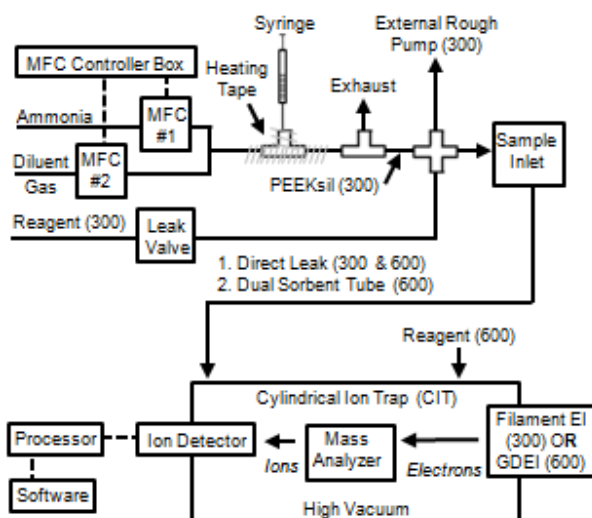 Syringe
External Rough
Pump (300)
MFC Controller Box
Heating
Tape
Exhaust
Ammonia
MFC
#1
Sample
Inlet
Diluent
Gas
MFC
#2
PEEKsil (300)
Reagent (300)
Leak
Valve
1. Direct Leak (300 & 600)
2. Dual Sorbent Tube (600)
Reagent (600)
Cylindrical Ion Trap (CIT)
Filament EI
(300) OR
GDEI (600)
Processor
Ion Detector
Mass
Analyzer
Ions
Electrons
Software
High Vacuum